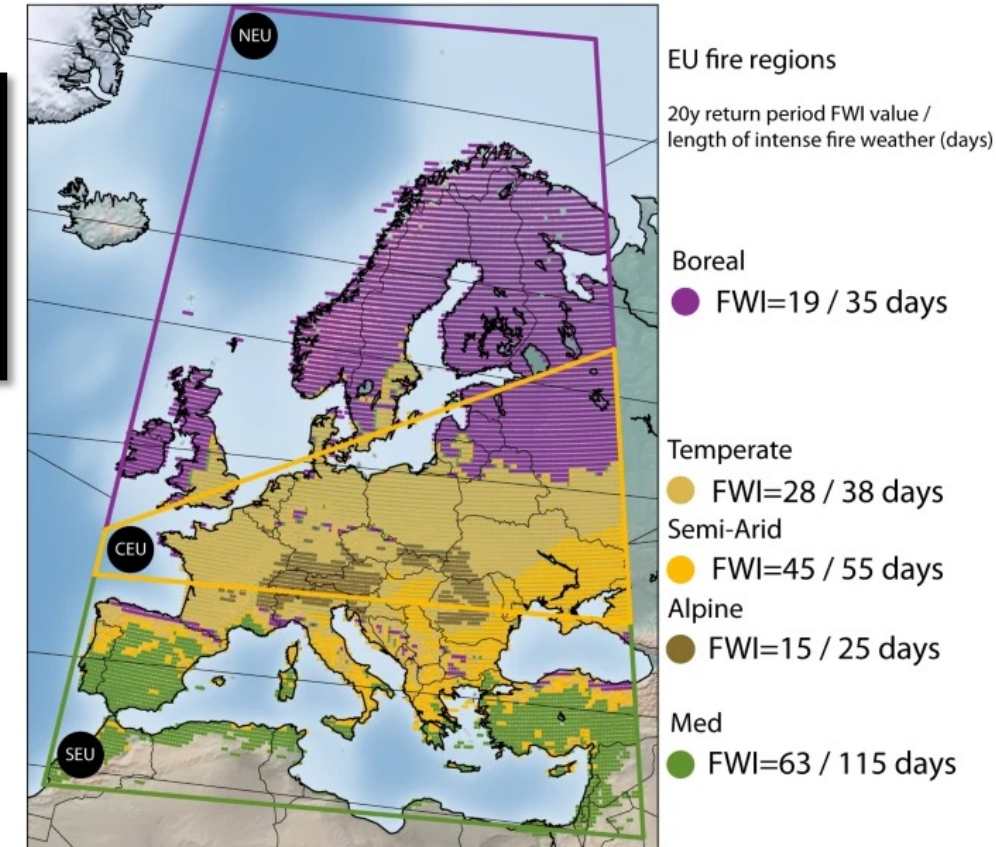 NEU
EU fire regions
20y return period FWI value /
length of intense fire weather (days)
Boreal
FWI=19 / 35 days
Temperate
FWI=28 / 38 days
CEU
Semi-Arid
FWI=45 / 55 days
Alpine
FWI=15 / 25 days
Med
SEU
FWI=63 / 115 days